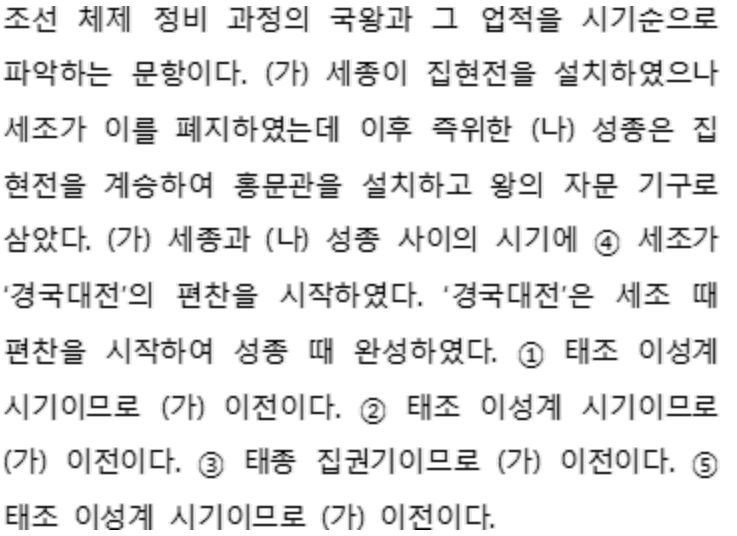 조선 체제 정비 과정의 국왕과 그 업적을 시기순으로
파악하는 문항이다. (가) 세종이 집현전을 설치하였으나
세조가 이를 폐지하였는데 이후 즉위한 (나) 성종은 집
현전을 계승하여 홍문관을 설치하고 왕의 자문 기구로
삼았다. (가) 세종과 (나) 성종 사이의 시기에 ④ 세조가
‘경국대전’의 편찬을 시작하였다. ‘경국대전’은 세조 때
편찬을 시작하여 성종 때 완성하였다. ① 태조 이성계
시기이므로 (가) 이전이다. ② 태조 이성계 시기이므로
(가) 이전이다. ③ 태종 집권기이므로 (가) 이전이다. ⑤
태조 이성계 시기이므로 (가) 이전이다.